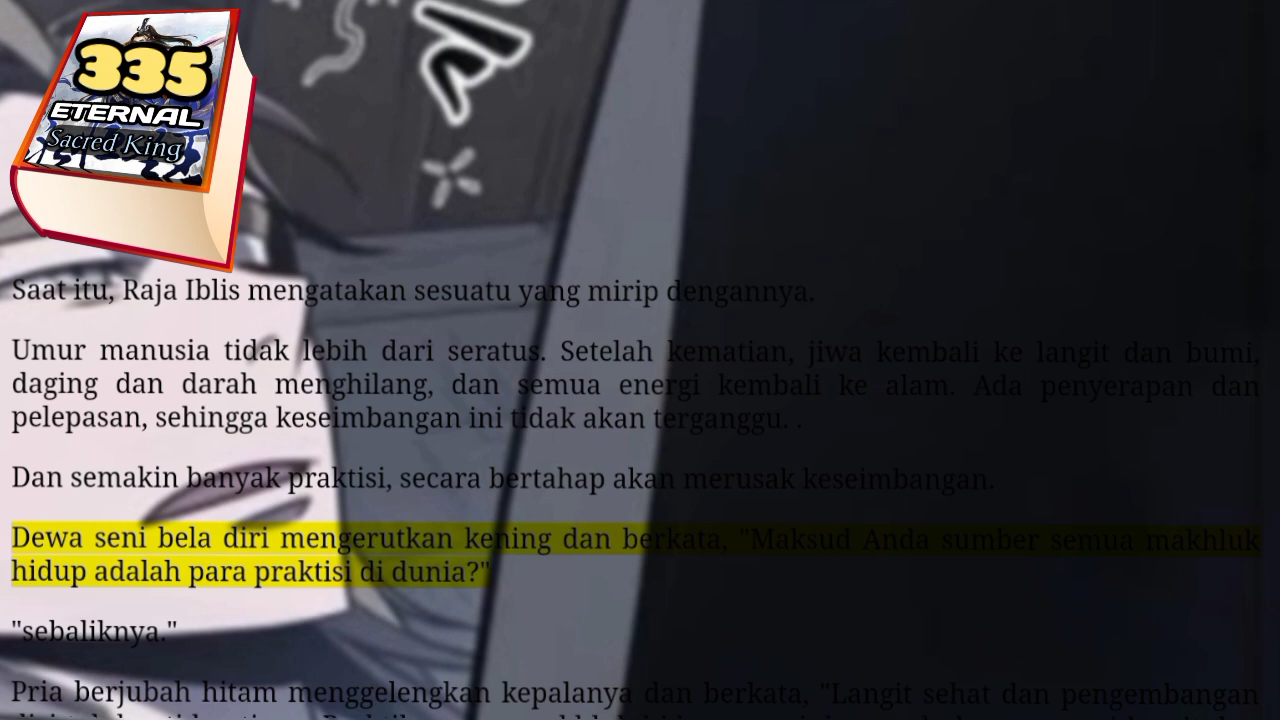 335
ETERNAL
Sacred King
Saat itu, Raja Iblis mengatakan sesuatu yang mirip dengannya.
Umur manusia tidak lebih dari seratus. Setelah kematian, jiwa kembali ke langit dan bumi,
daging dan darah menghilang, dan semua energi kembali ke alam. Ada penyerapan dan
pelepasan, sehingga keseimbangan ini tidak akan terganggu. .
Dan semakin banyak praktisi, secara bertahap akan merusak keseimbangan.
Dewa seni bela diri mengerutkan kening dan berkata, "Maksud Anda sumber semua makhluk
hidup adalah para praktisi di dunia?"
"sebaliknya."
Pria berjubah hitam menggelengkan kepalanya dan berkata, "Langit sehat dan pengembangan